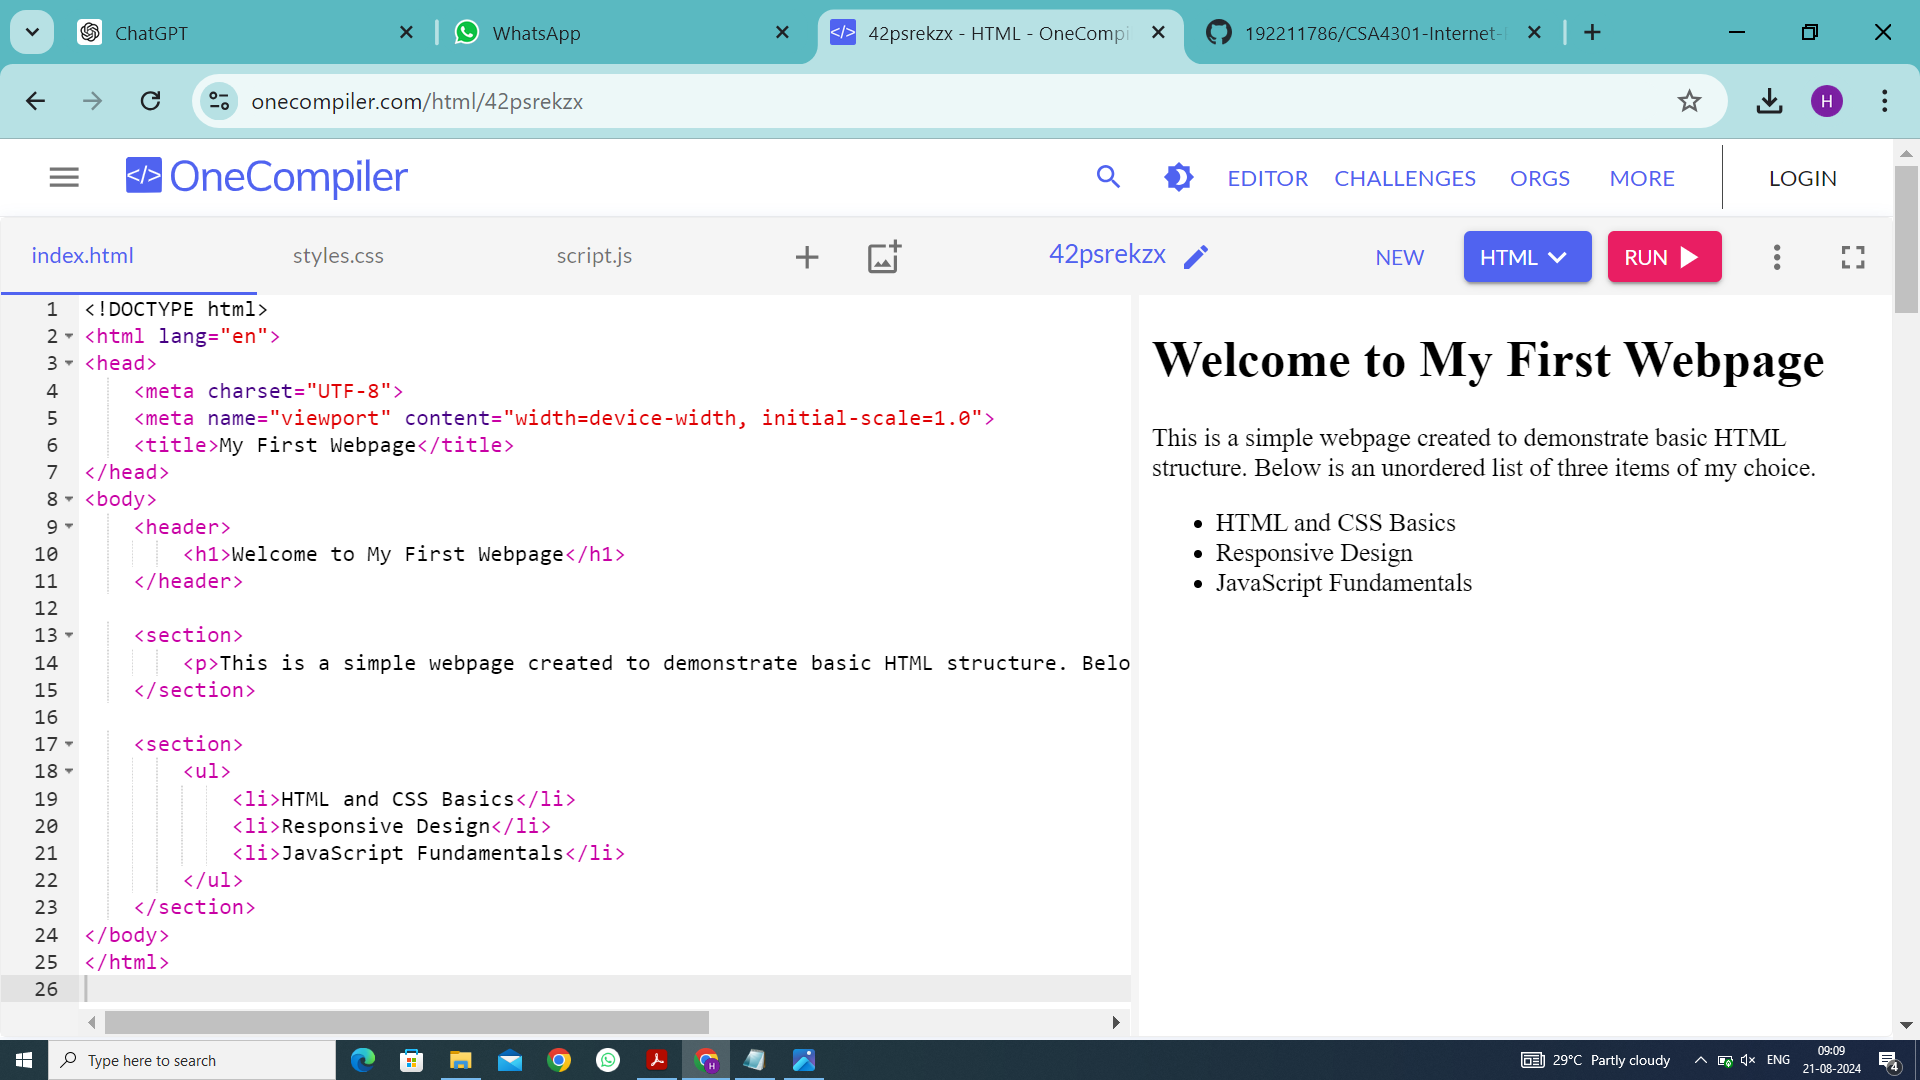 ChatGPT
WhatsApp
42psrekzx - HTML - OneCompi
192211786/CSA4301-Internet-
onecompiler.com/html/42psrekzx
H
</> OneCompiler
EDITOR CHALLENGES ORGS MORE LOGIN
index.html styles.css script.js 42psrekzx NEW HTML RUN
1 <!DOCTYPE html>
2 <html lang="en">
3 <head>
4 <meta charset="UTF-8">
5 <meta name="viewport" content="width=device-width, initial-scale=1.0">
6 <title>My First Webpage</title>
7 </head>
8 <body>
9 <header>
10 <h1>Welcome to My First Webpage</h1>
11 </header>
12
13 <section>
14 <p>This is a simple webpage created to demonstrate basic HTML structure. Belo
15 </section>
16
17 <section>
18 <ul>
19 <li>HTML and CSS Basics</li>
20 <li>Responsive Design</li>
21 <li>JavaScript Fundamentals</li>
22 </ul>
23 </section>
24 </body>
25 </html>
26
Welcome to My First Webpage
This is a simple webpage created to demonstrate basic HTML
structure. Below is an unordered list of three items of my choice.
• HTML and CSS Basics
• Responsive Design
• JavaScript Fundamentals
Type here to search
H
29°C Partly cloudy
ENG
09:09
21-08-2024
4